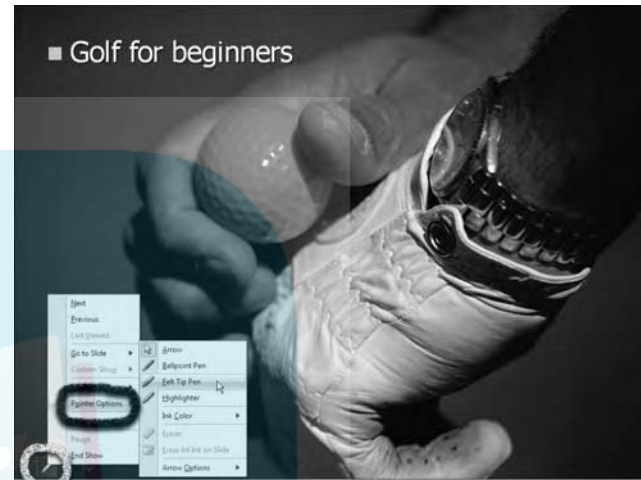 Golf for beginners
Next
Previous
Last Viewed
Go to Slide
Custom Show
Pointer Options
Pause
End Show
Arrow
Ballpoint Pen
Felt Tip Pen
Highlighter
Ink Color
Eraser
Erase All Ink on Slide
Arrow Options